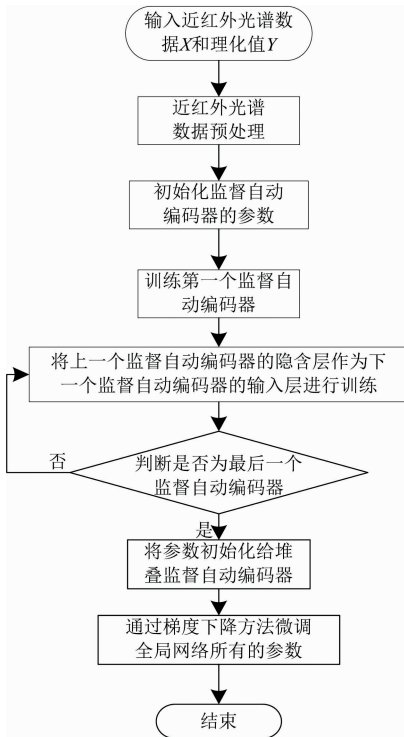 输入近红外光谱数
据X和理化值Y
近红外光谱
数据预处理
初始化监督自动
编码器的参数
训练第一个监督自
动编码器
将上一个监督自动编码器的隐含层作为下
一个监督自动编码器的输入层进行训练
否
判断是否为最后一个
监督自动编码器
是
将参数初始化给堆
叠监督自动编码器
通过梯度下降方法微调
全局网络所有的参数
结束